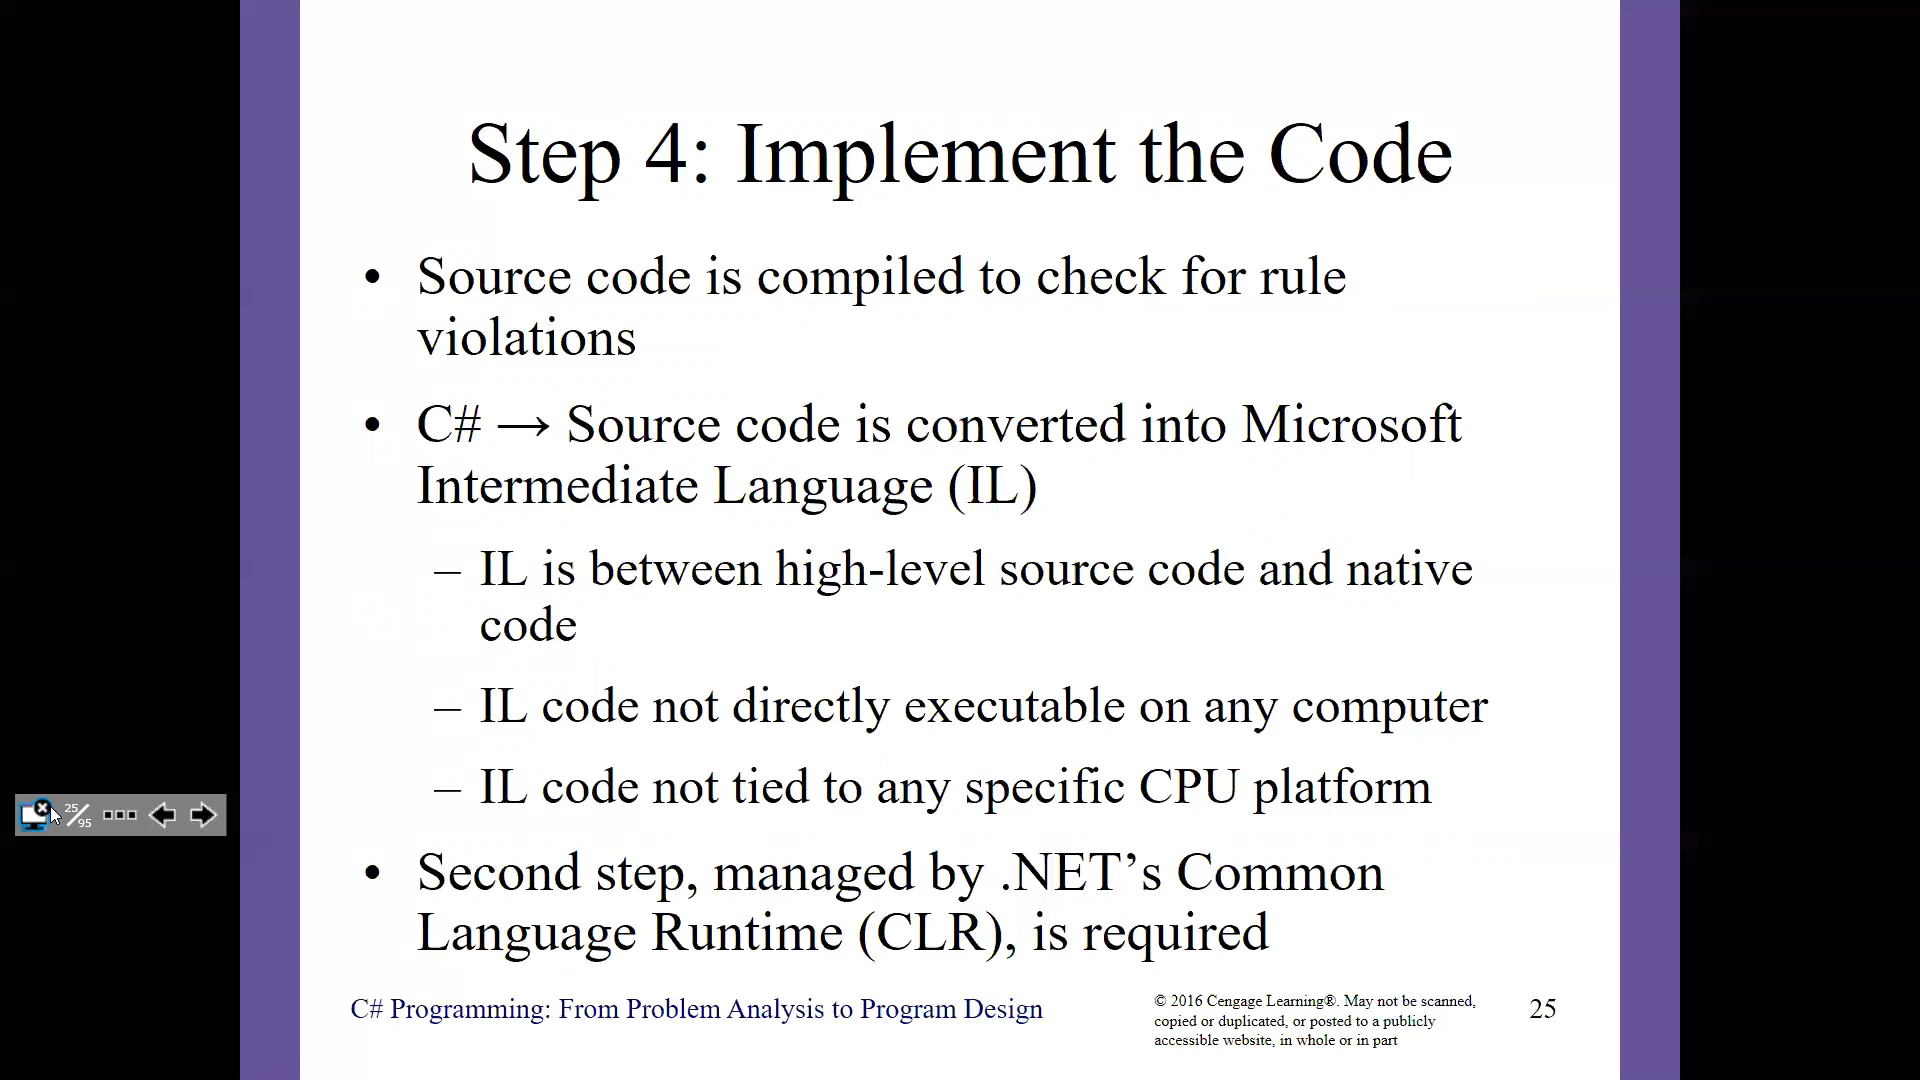 Step 4: Implement the Code
• Source code is compiled to check for rule
violations
• C# → Source code is converted into Microsoft
Intermediate Language (IL)
– IL is between high-level source code and native
code
– IL code not directly executable on any computer
– IL code not tied to any specific CPU platform
• Second step, managed by .NET’s Common
Language Runtime (CLR), is required
25/95
C# Programming: From Problem Analysis to Program Design
© 2016 Cengage Learning®. May not be scanned,
copied or duplicated, or posted to a publicly
accessible website, in whole or in part
25